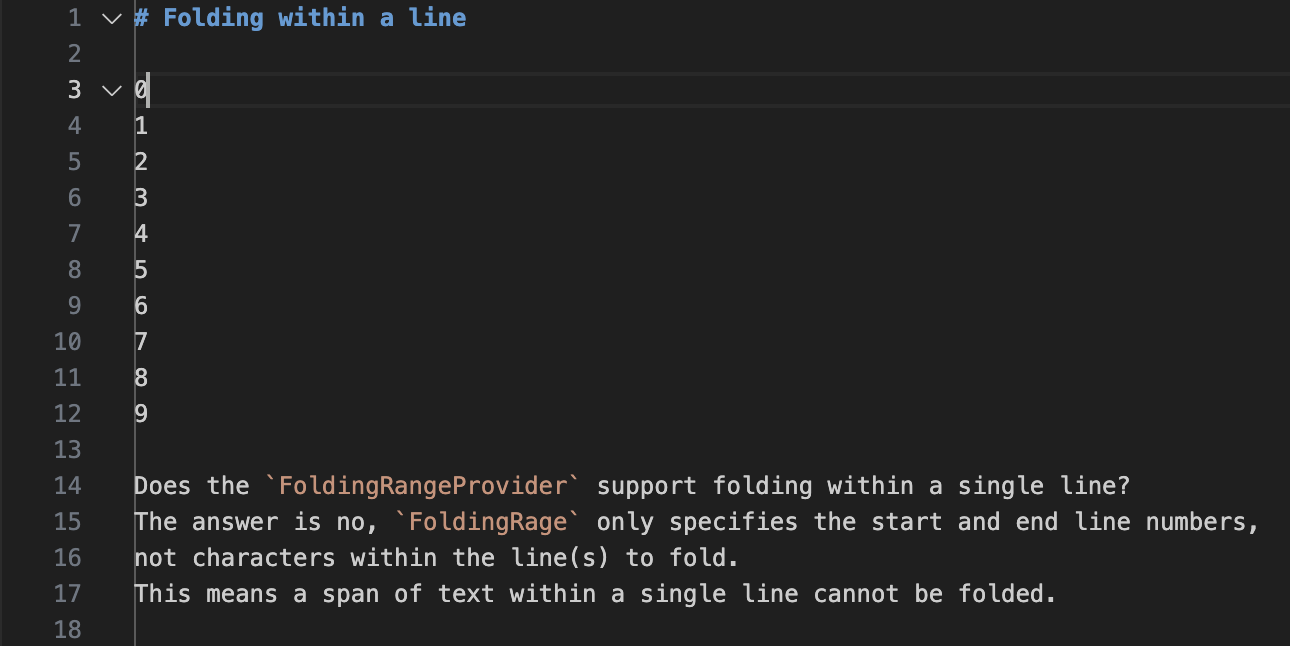 1 # Folding within a line
2
3 0
4 1
5 2
6 3
7 4
8 5
9 6
10 7
11 8
12 9
13
14 Does the `FoldingRangeProvider` support folding within a single line?
15 The answer is no, `FoldingRage` only specifies the start and end line numbers,
16 not characters within the line(s) to fold.
17 This means a span of text within a single line cannot be folded.
18